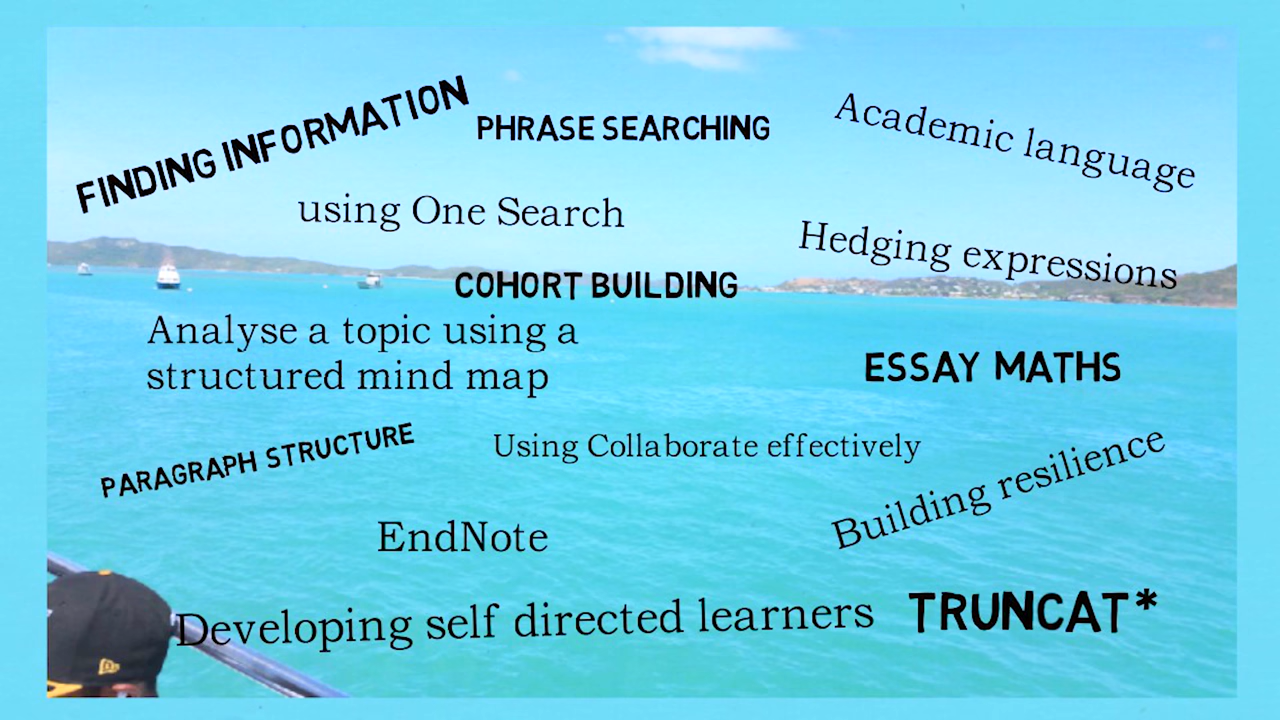 FINDING INFORMATION
PHRASE SEARCHING
Academic language
using One Search
Hedging expressions
COHORT BUILDING
Analyse a topic using a
structured mind map
ESSAY MATHS
PARAGRAPH STRUCTURE
Using Collaborate effectively
Building resilience
EndNote
Developing self directed learners
TRUNCAT*